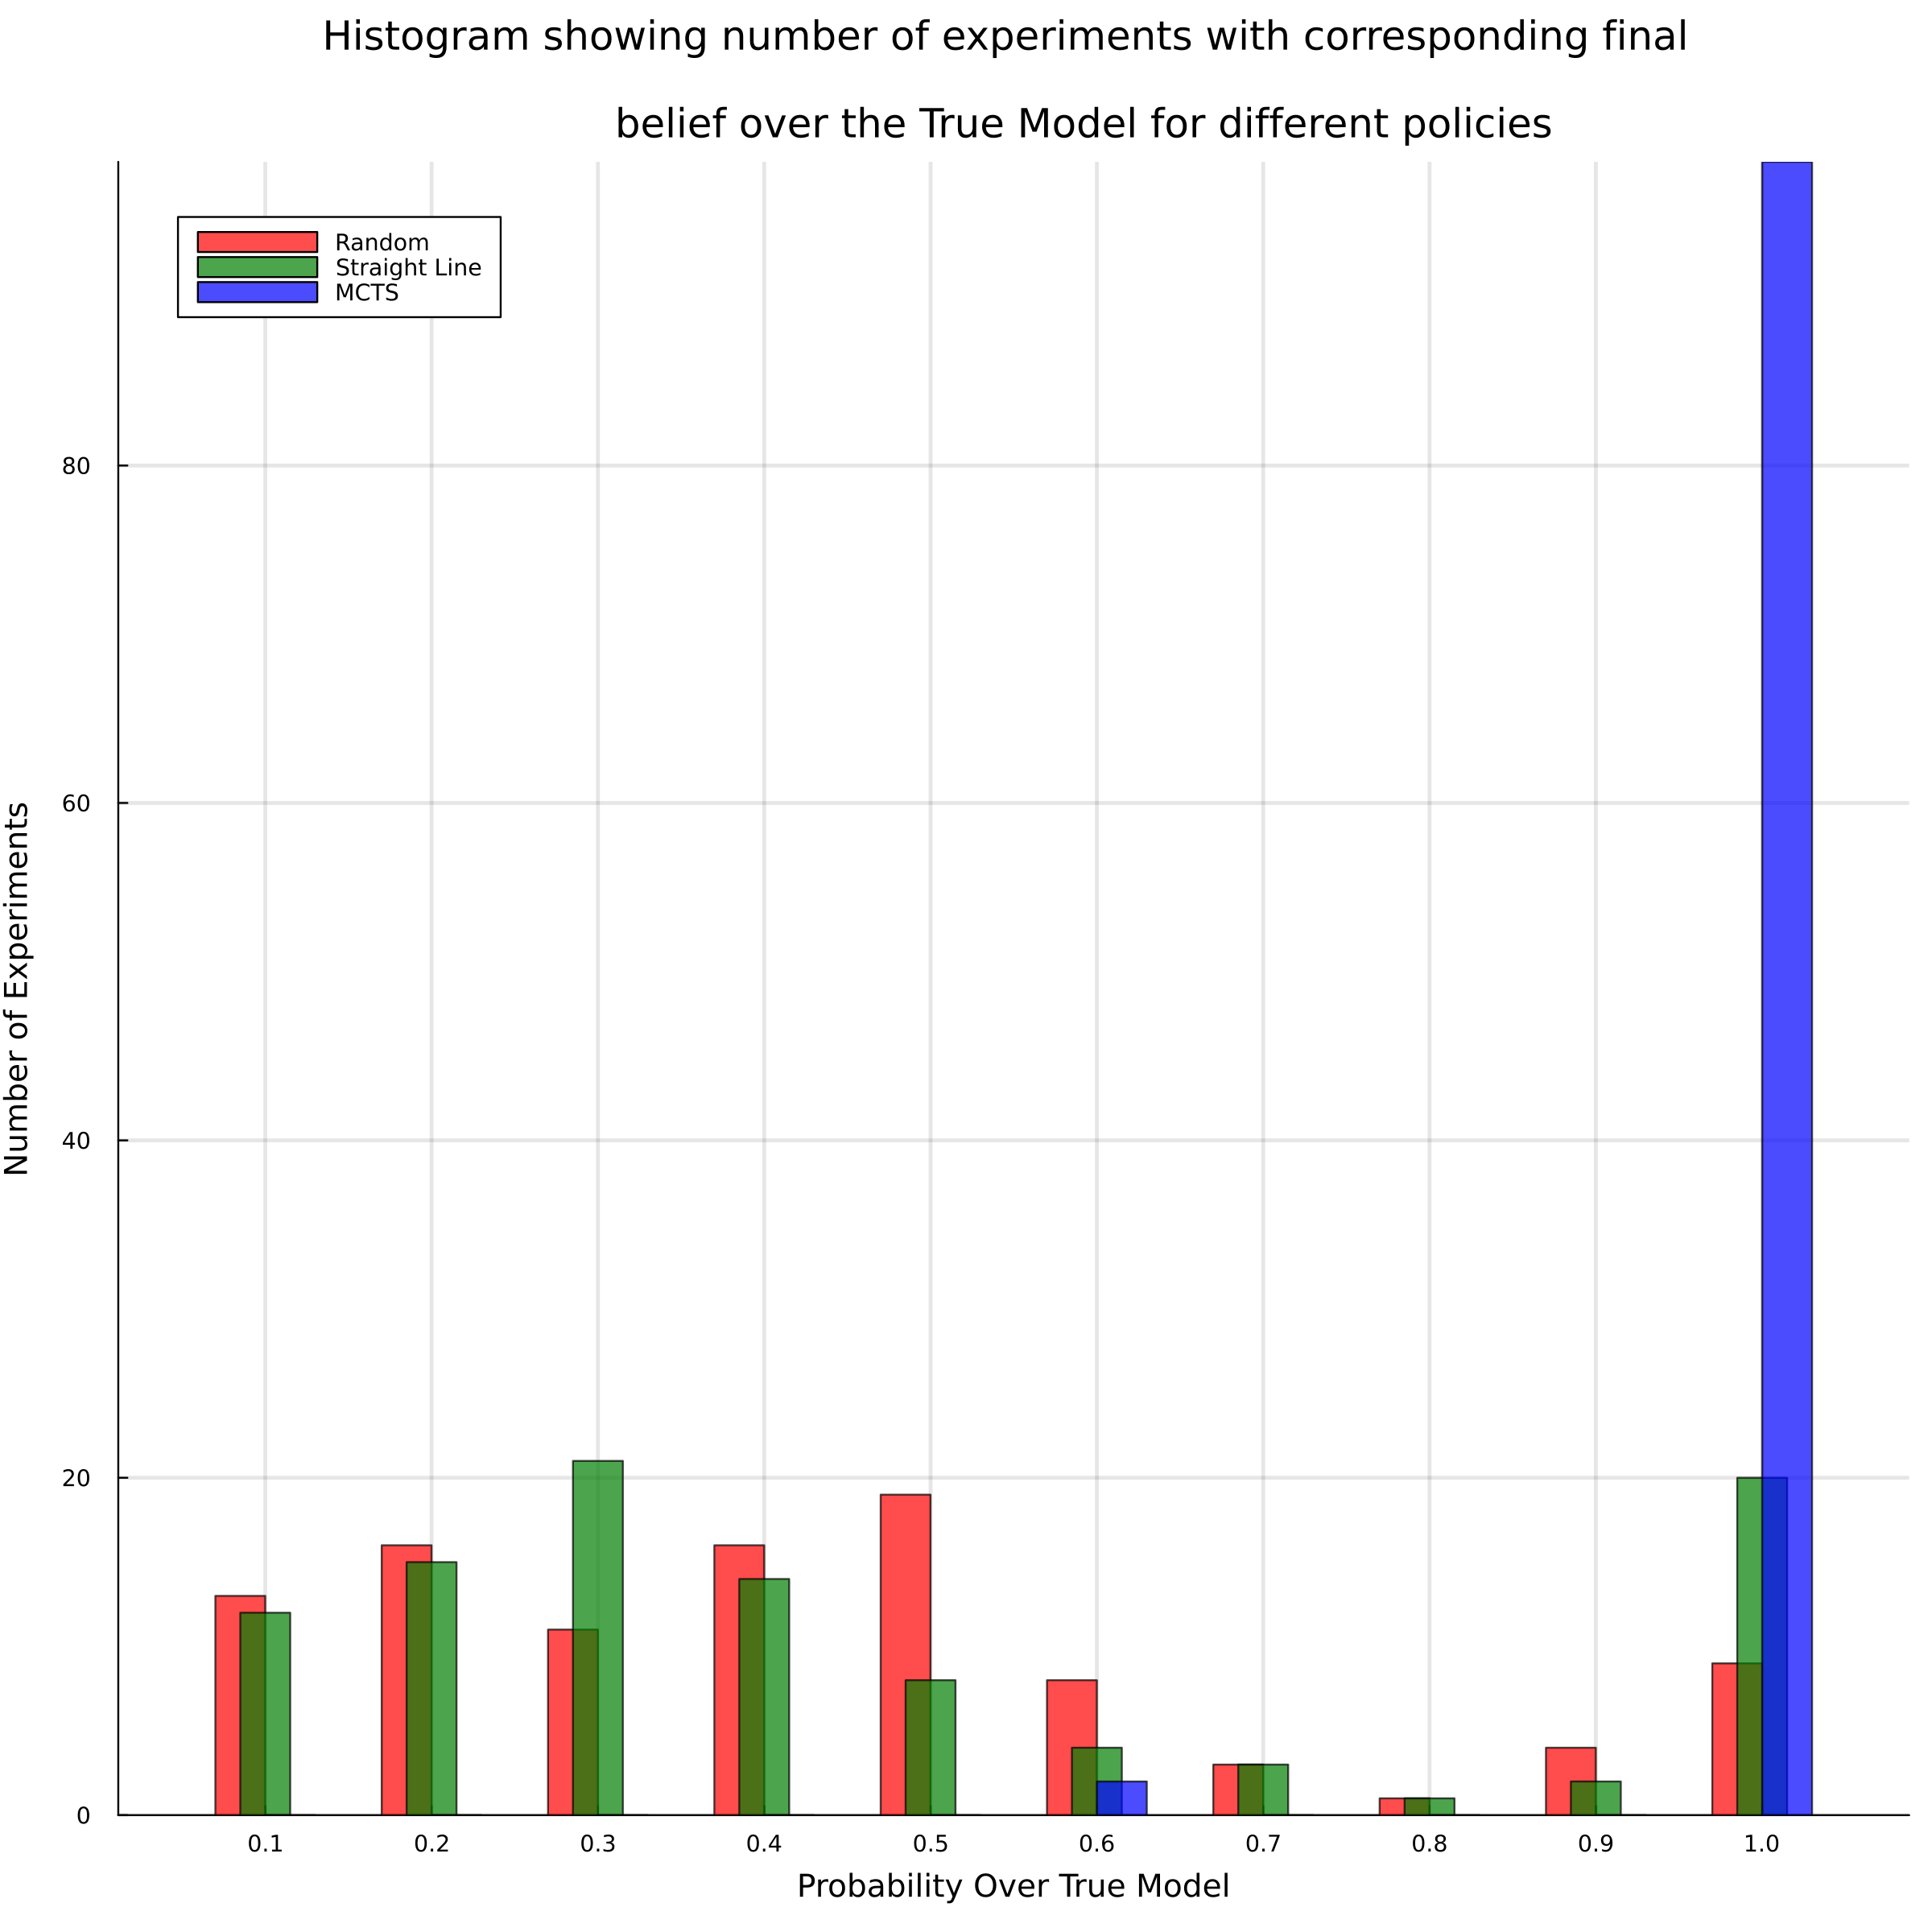 Histogram showing number of experiments with corresponding final
belief over the True Model for different policies
Random
Straight Line
MCTS
80
60
40
20
0
Number of Experiments
0.1 0.2 0.3 0.4 0.5 0.6 0.7 0.8 0.9 1.0
Probability Over True Model